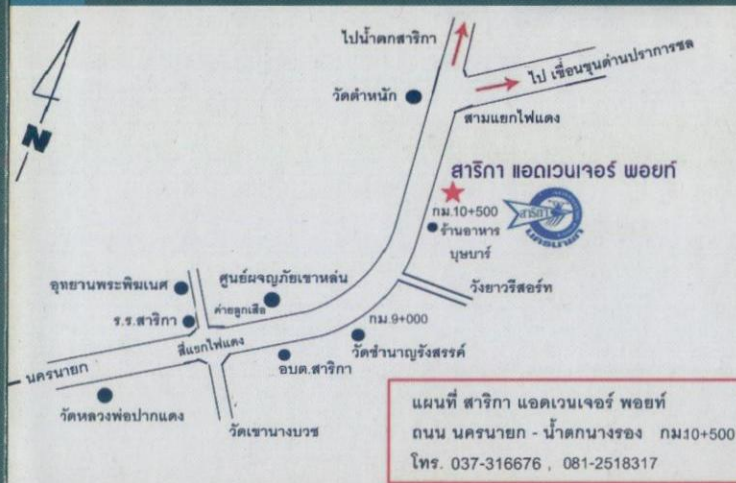 ไปน้ำตกสาริกา
ไป เขื่อนขุนด่านปราการชล
วัดตำหนัก
สามแยกไฟแดง
N
สาริกา แอดเวนเจอร์ พอยท์
กม.10+500
สาริกา
นครนายก
ร้านอาหาร
บุษบาร์
อุทยานพระพิฆเนศ
ศูนย์ผจญภัยเขาหล่น
วังยาวรีสอร์ท
ร.ร.สาริกา
ค่ายลูกเสือ
กม.9+000
สี่แยกไฟแดง
วัดชำนาญรังสรรค์
นครนายก
อบต.สาริกา
วัดหลวงพ่อปากแดง
วัดเขานางบวช
แผนที่ สาริกา แอดเวนเจอร์ พอยท์
ถนน นครนายก - น้ำตกนางรอง กม.10+500
โทร. 037-316676 , 081-2518317